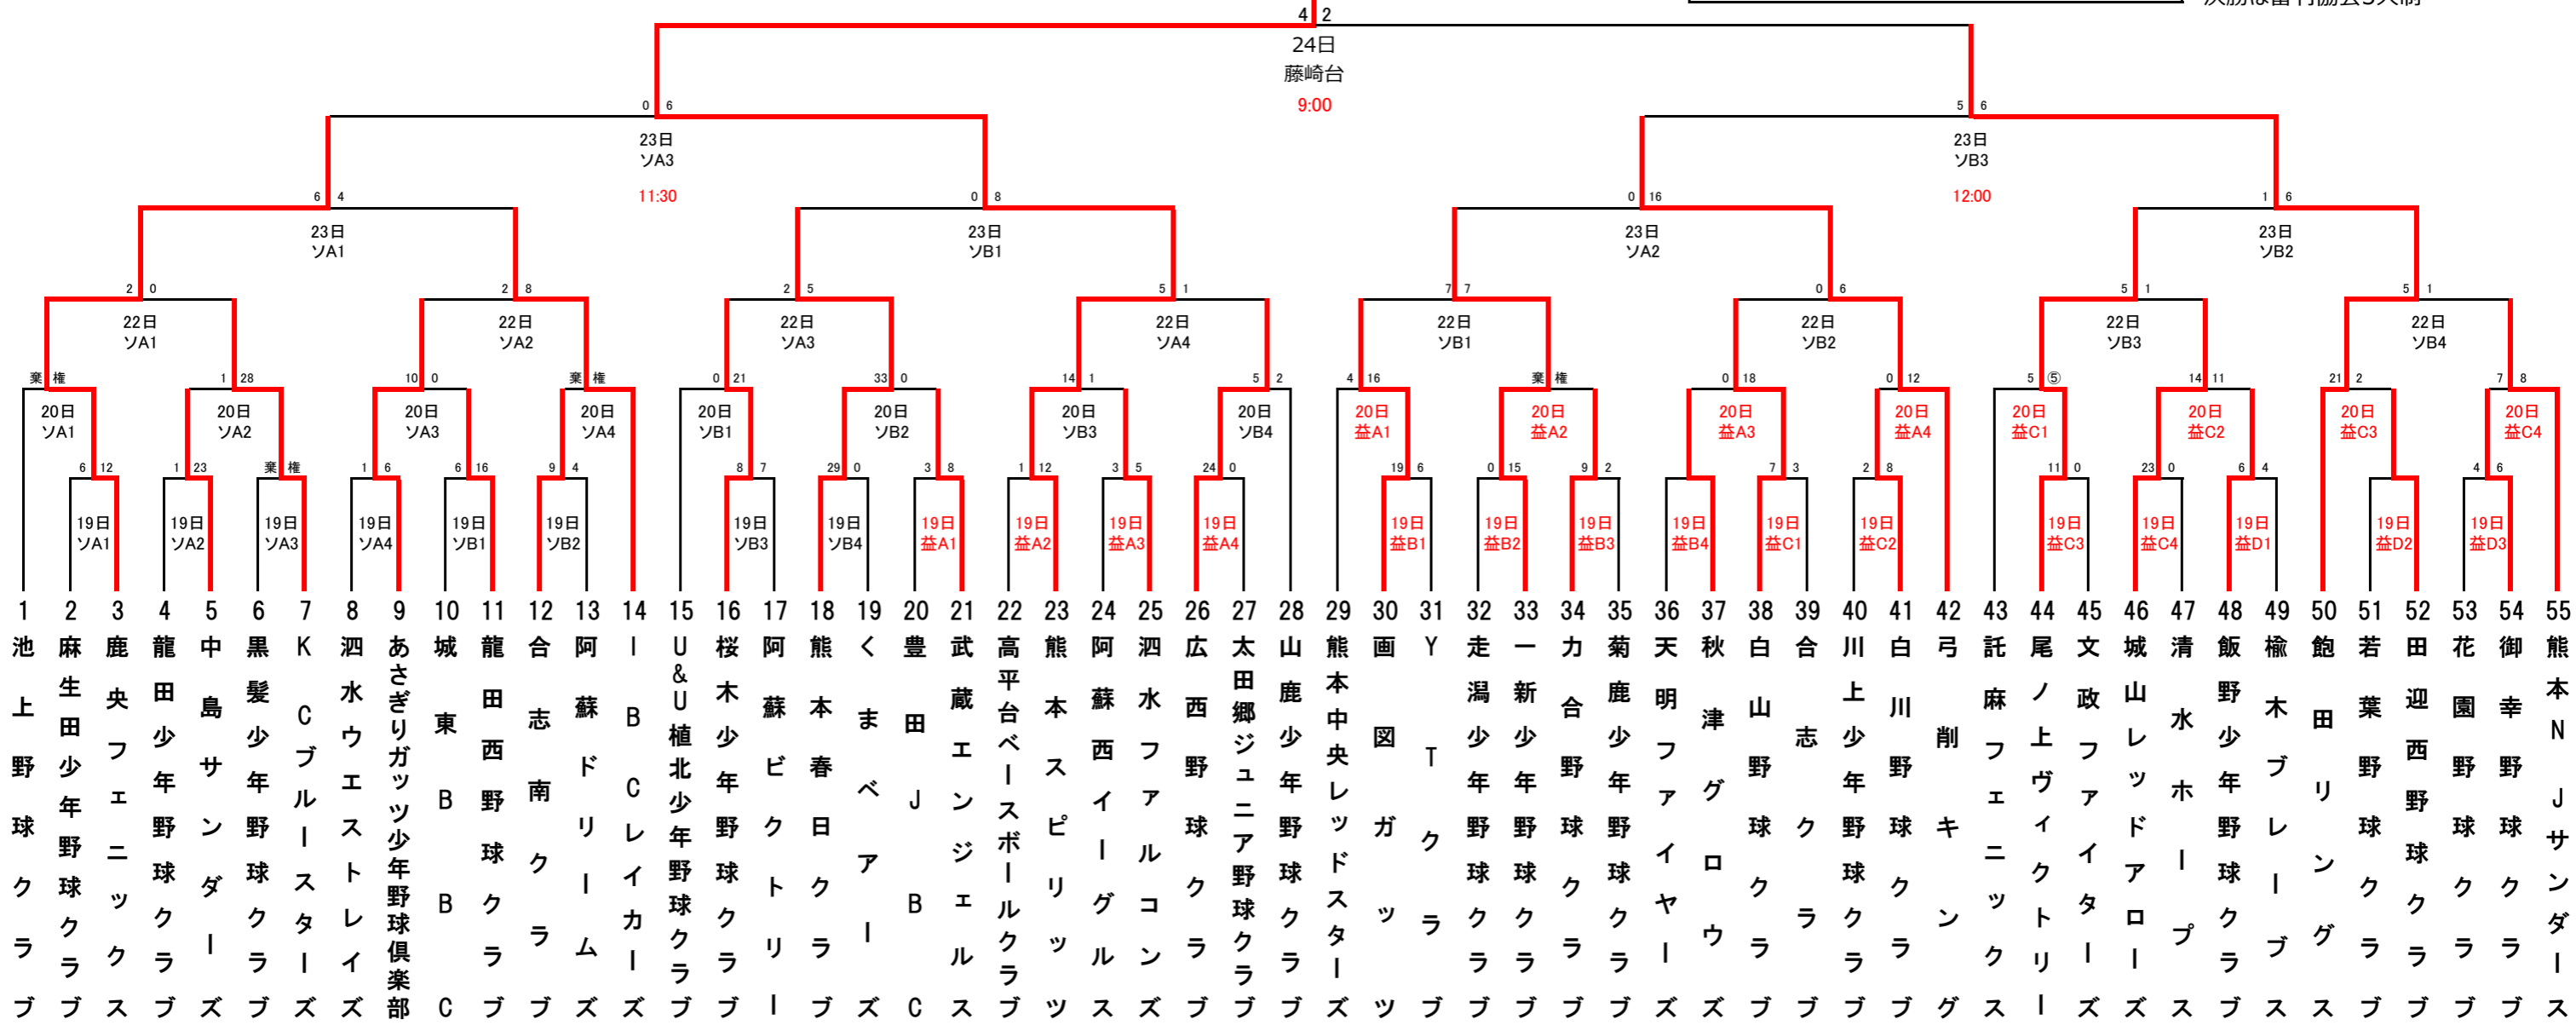 決勝は審判協会3人制
4 2
24日
藤崎台
9:00
0 6
23日
ソA3
11:30
5 6
23日
ソB3
12:00
6 4
23日
ソA1
0 8
23日
ソB1
0 16
23日
ソA2
1 6
23日
ソB2
2 0
22日
ソA1
2 8
22日
ソA2
2 5
22日
ソA3
5 1
22日
ソA4
7 7
22日
ソB1
0 6
22日
ソB2
5 1
22日
ソB3
5 1
22日
ソB4
棄 権
20日
ソA1
1 28
20日
ソA2
10 0
20日
ソA3
棄 権
20日
ソA4
0 21
20日
ソB1
33 0
20日
ソB2
14 1
20日
ソB3
5 2
20日
ソB4
4 16
20日
益A1
棄 権
20日
益A2
0 18
20日
益A3
0 12
20日
益A4
5 ⑤
20日
益C1
14 11
20日
益C2
21 2
20日
益C3
7 8
20日
益C4
6 12
19日
ソA1
1 23
19日
ソA2
棄 権
19日
ソA3
1 6
19日
ソA4
6 16
19日
ソB1
9 4
19日
ソB2
8 7
19日
ソB3
29 0
19日
ソB4
3 8
19日
益A1
1 12
19日
益A2
3 5
19日
益A3
24 0
19日
益A4
19 6
19日
益B1
0 15
19日
益B2
9 2
19日
益B3
19日
益B4
7 3
19日
益C1
2 8
19日
益C2
11 0
19日
益C3
23 0
19日
益C4
6 4
19日
益D1
19日
益D2
4 6
19日
益D3
1 池上野球クラブ
2 麻生田少年野球クラブ
3 鹿央フェニックス
4 龍田少年野球クラブ
5 中島サンダーズ
6 黒髪少年野球クラブ
7 KCブルースターズ
8 泗水ウエストレイズ
9 あさぎりガッツ少年野球倶楽部
10 城東BBC
11 龍田西野球クラブ
12 合志南クラブ
13 阿蘇ドリームズ
14 IBCレイカーズ
15 U&U植北少年野球クラブ
16 桜木少年野球クラブ
17 阿蘇ビクトリー
18 熊本春日クラブ
19 くまベアーズ
20 豊田JBC
21 武蔵エンジェルス
22 高平台ベースボールクラブ
23 熊本スピリッツ
24 阿蘇西イーグルス
25 泗水ファルコンズ
26 広西野球クラブ
27 太田郷ジュニア野球クラブ
28 山鹿少年野球クラブ
29 熊本中央レッドスターズ
30 画図ガッツ
31 YTクラブ
32 走潟少年野球クラブ
33 一新少年野球クラブ
34 力合野球クラブ
35 菊鹿少年野球クラブ
36 天明ファイヤーズ
37 秋津グロウズ
38 白山野球クラブ
39 合志クラブ
40 川上少年野球クラブ
41 白川野球クラブ
42 弓削キング
43 託麻フェニックス
44 尾ノ上ヴィクトリー
45 文政ファイターズ
46 城山レッドアローズ
47 清水ホープス
48 飯野少年野球クラブ
49 楡木ブレーブス
50 飽田リングス
51 若葉野球クラブ
52 田迎西野球クラブ
53 花園野球クラブ
54 御幸野球クラブ
55 熊本NJサンダース